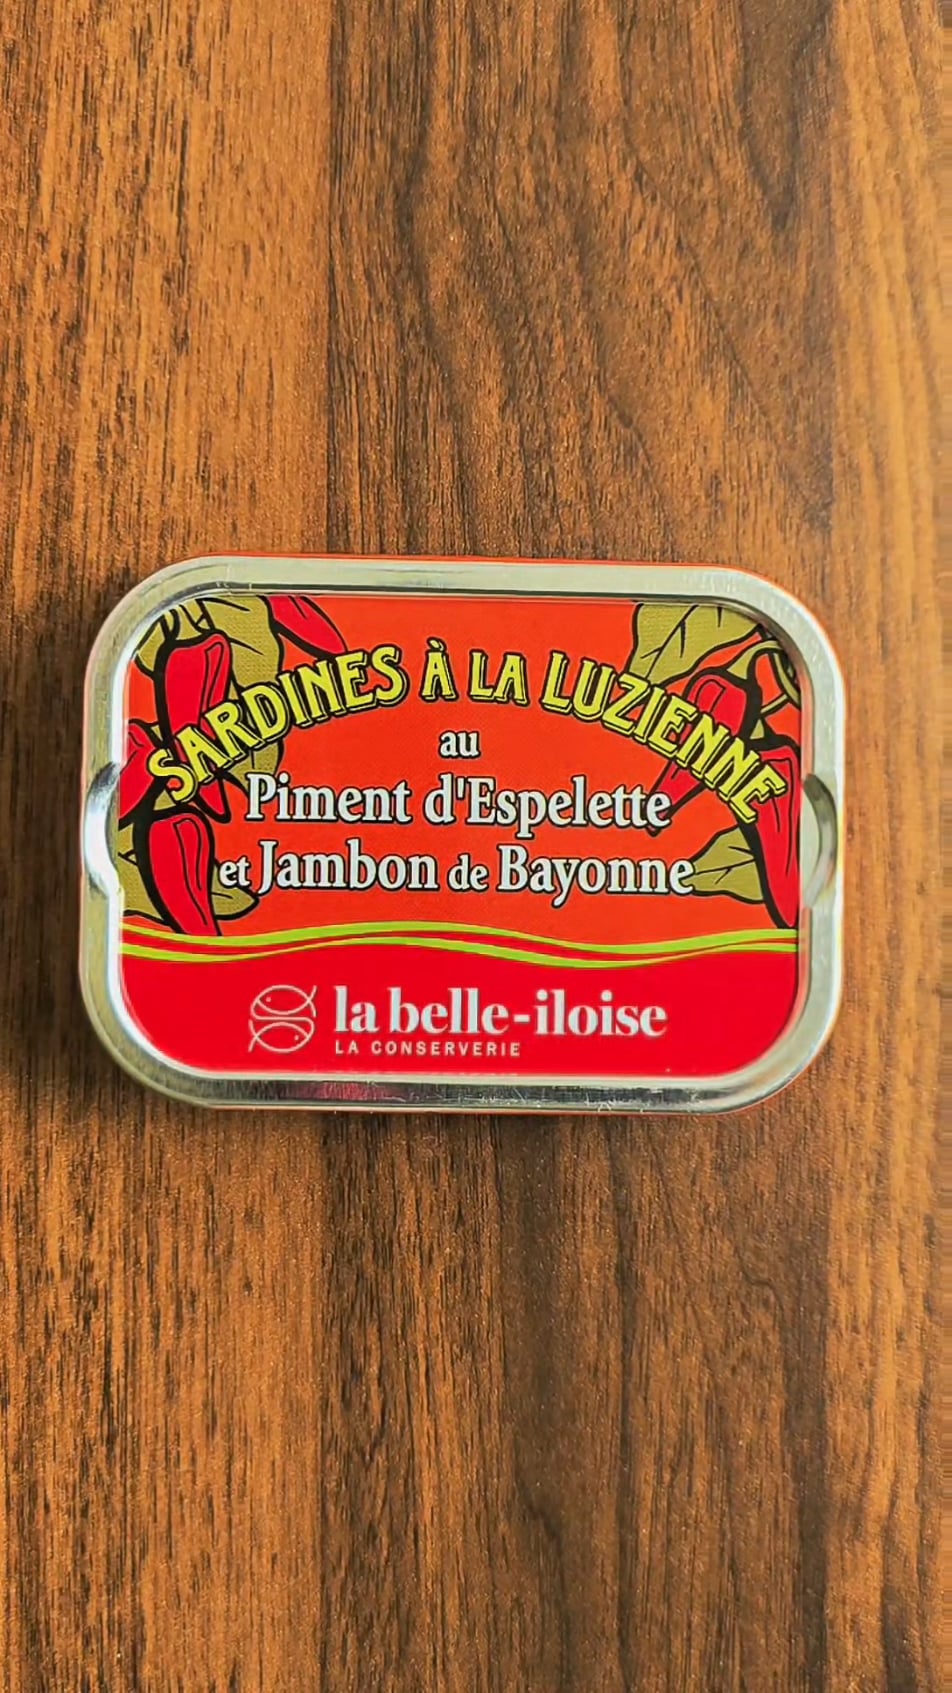 SARDINES À LA LUZIENNE
au
Piment d'Espelette
et Jambon de Bayonne
la belle-iloise
LA CONSERVERIE